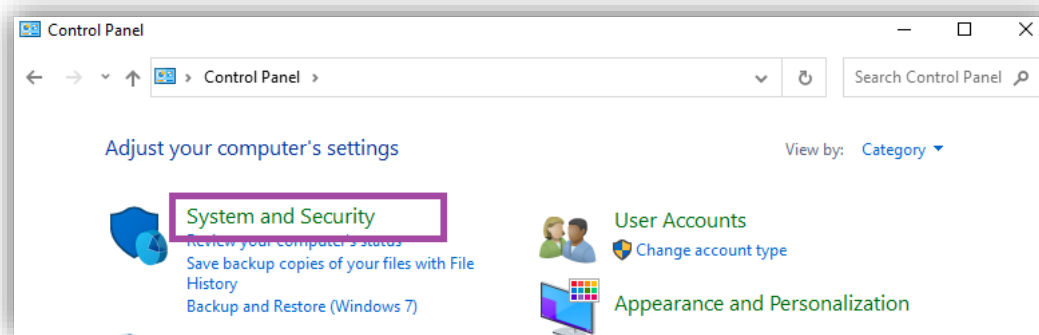 Control Panel
Control Panel
Search Control Panel
Adjust your computer's settings
View by: Category
System and Security
Review your computer's status
Save backup copies of your files with File
History
Backup and Restore (Windows 7)
User Accounts
Change account type
Appearance and Personalization